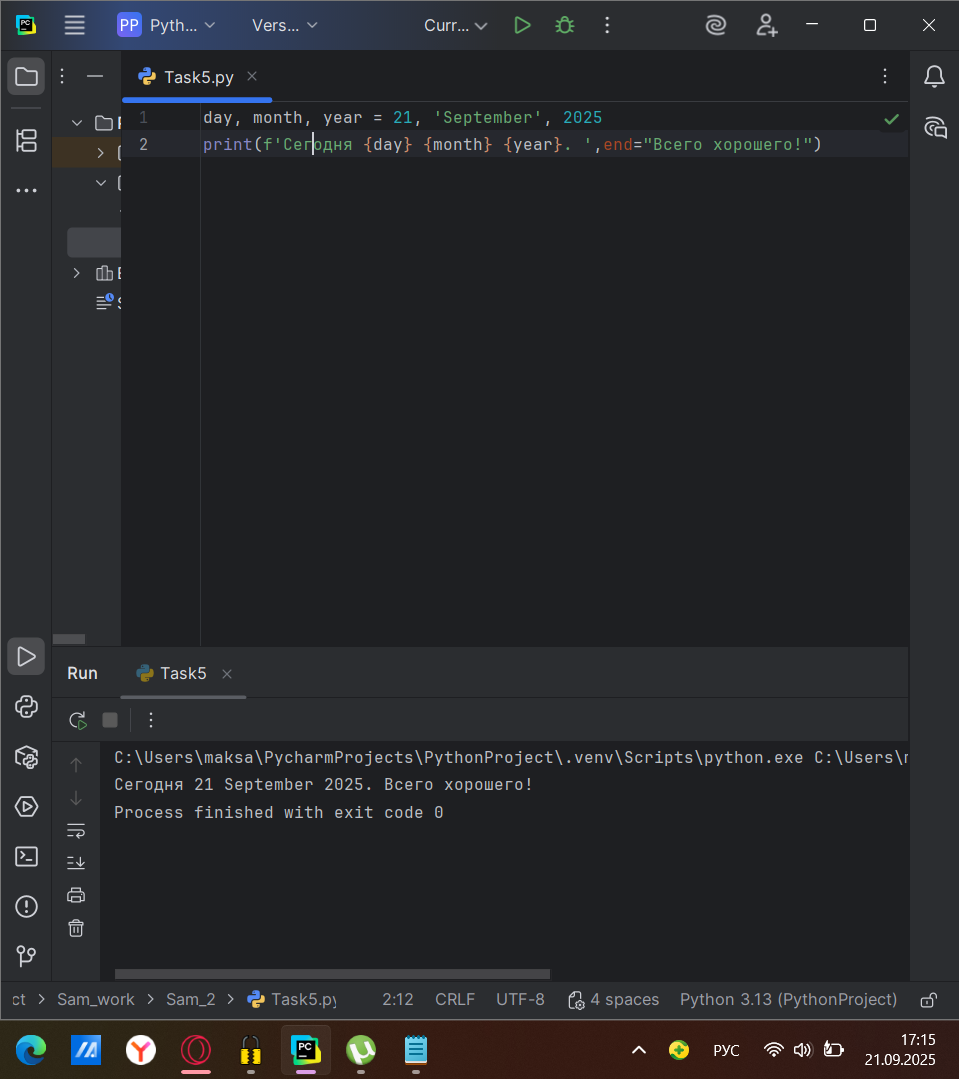 PP Pyth... Vers... Curr...
Task5.py
1 day, month, year = 21, 'September', 2025
2 print(f'Сегодня {day} {month} {year}. ',end="Всего хорошего!")
Run Task5
C:\Users\maksa\PycharmProjects\PythonProject\.venv\Scripts\python.exe C:\Users\
Сегодня 21 September 2025. Всего хорошего!
Process finished with exit code 0
ct > Sam_work > Sam_2 > Task5.py 2:12 CRLF UTF-8 4 spaces Python 3.13 (PythonProject)
PC РУС 17:15
21.09.2025